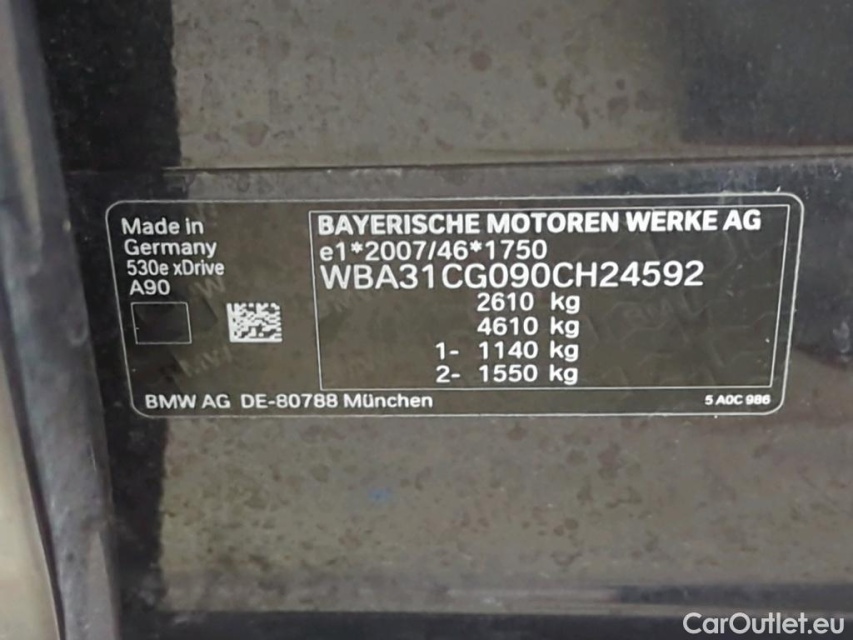 Made in
Germany
530e xDrive
A90
BAYERISCHE MOTOREN WERKE AG
e1*2007/46*1750
WBA31CG090CH24592
2610 kg
4610 kg
1- 1140 kg
2- 1550 kg
BMW AG DE-80788 München
5 A0C 986
CarOutlet.eu